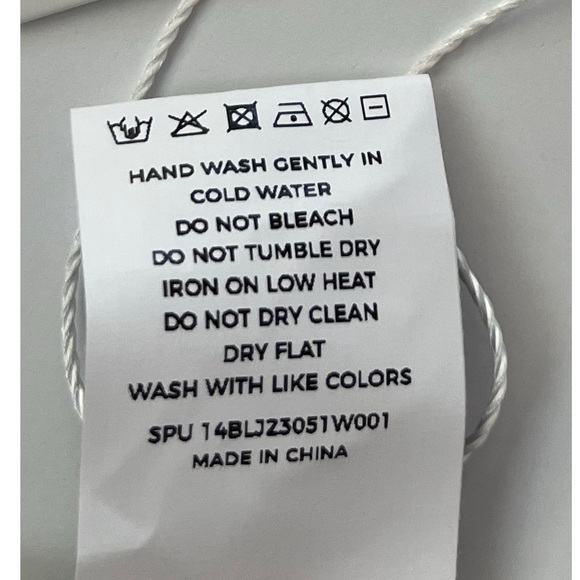 HAND WASH GENTLY IN
COLD WATER
DO NOT BLEACH
DO NOT TUMBLE DRY
IRON ON LOW HEAT
DO NOT DRY CLEAN
DRY FLAT
WASH WITH LIKE COLORS
SPU 14BLJ23051W001
MADE IN CHINA